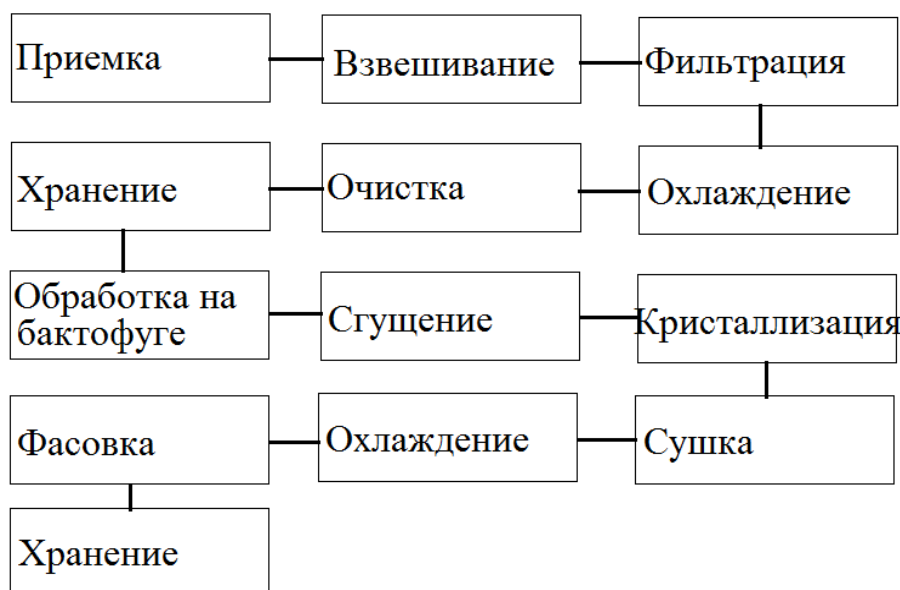 Приемка
Взвешивание
Фильтрация
Хранение
Очистка
Охлаждение
Обработка на
бактофуге
Сгущение
Кристаллизация
Фасовка
Охлаждение
Сушка
Хранение